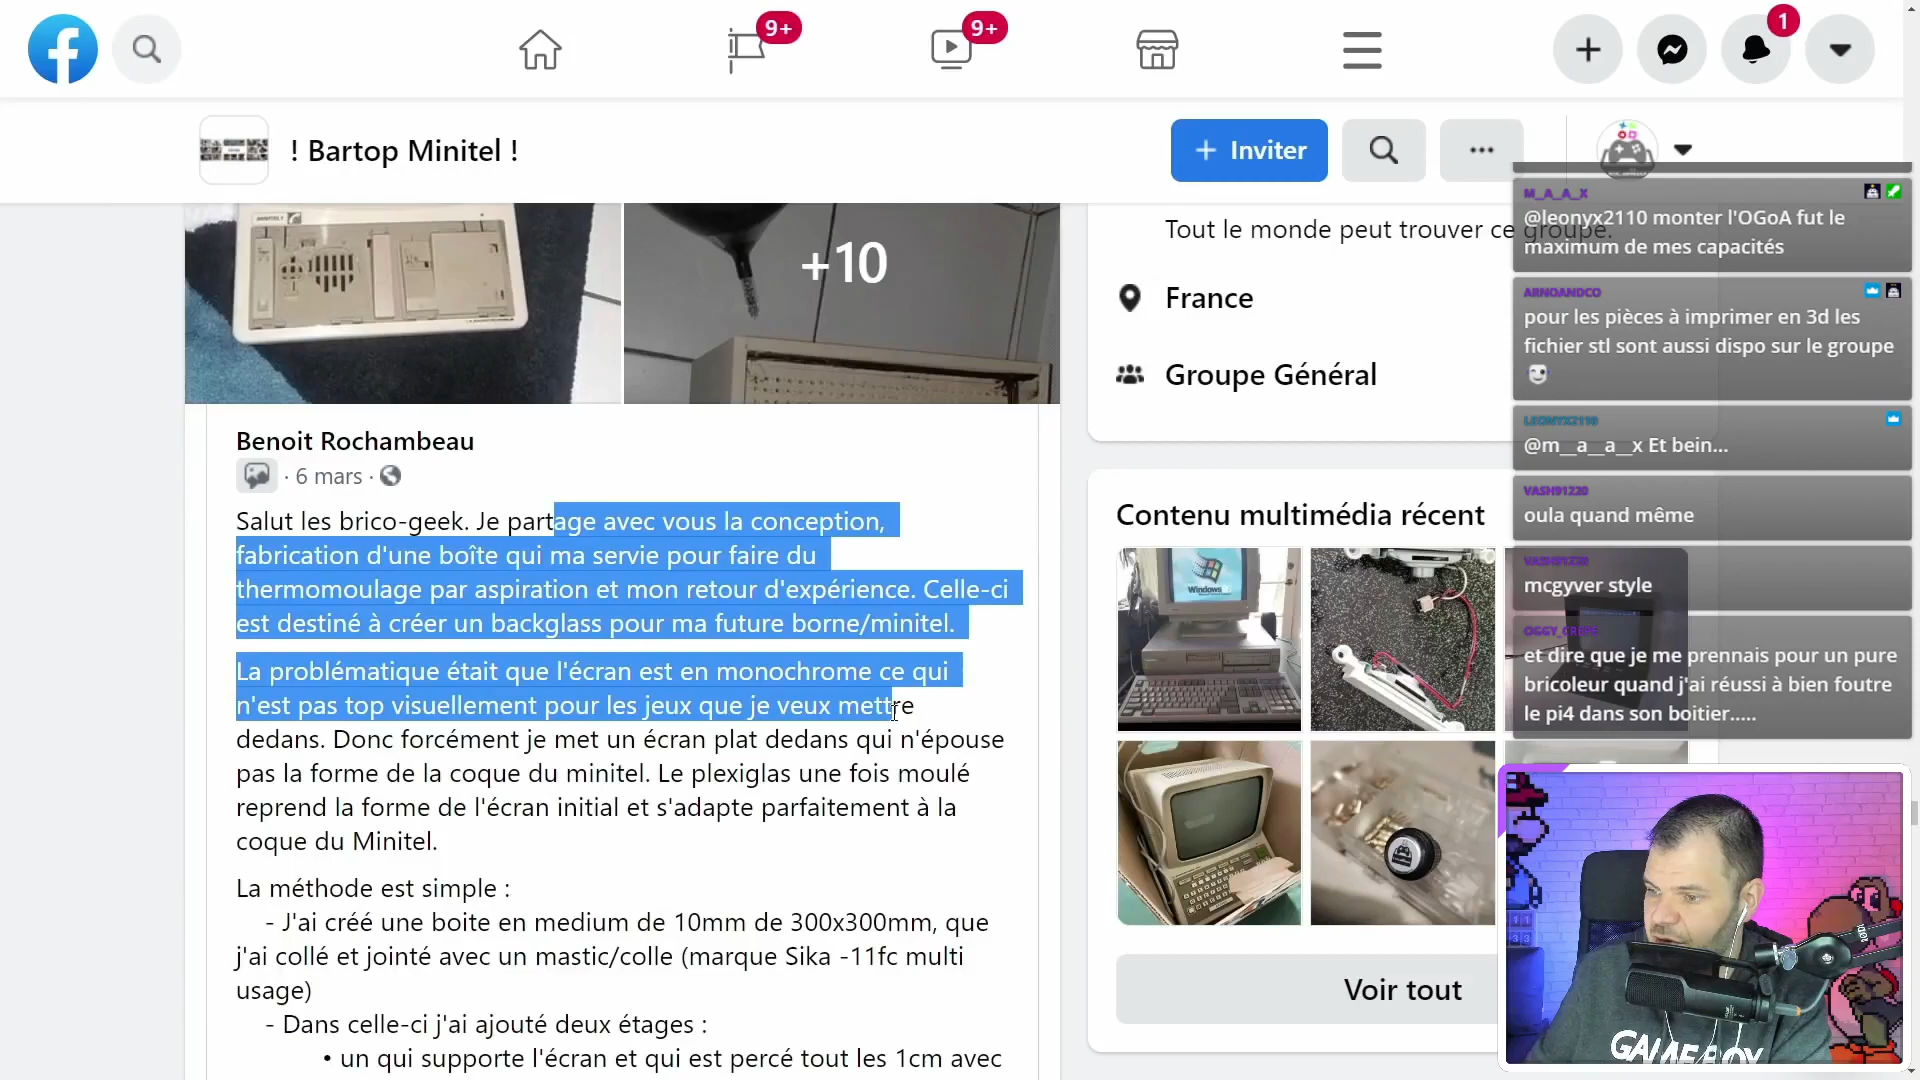 9+
9+
1
! Bartop Minitel !
+ Inviter
MINITEL 1
+10
Tout le monde peut trouver ce groupe.
France
Groupe Général
Benoit Rochambeau
· 6 mars ·
Salut les brico-geek. Je partage avec vous la conception,
fabrication d'une boîte qui ma servie pour faire du
thermomoulage par aspiration et mon retour d'expérience. Celle-ci
est destiné à créer un backglass pour ma future borne/minitel.
La problématique était que l'écran est en monochrome ce qui
n'est pas top visuellement pour les jeux que je veux mettre
dedans. Donc forcément je met un écran plat dedans qui n'épouse
pas la forme de la coque du minitel. Le plexiglas une fois moulé
reprend la forme de l'écran initial et s'adapte parfaitement à la
coque du Minitel.
La méthode est simple :
- J'ai créé une boite en medium de 10mm de 300x300mm, que
j'ai collé et jointé avec un mastic/colle (marque Sika -11fc multi
usage)
- Dans celle-ci j'ai ajouté deux étages :
• un qui supporte l'écran et qui est percé tout les 1cm avec
Contenu multimédia récent
Windows
Voir tout
M__A__A__X
@leonyx2110 monter l'OGoA fut le
maximum de mes capacités
ARNOANDCO
pour les pièces à imprimer en 3d les
fichier stl sont aussi dispo sur le groupe
LEONYX2110
@m__a__a__x Et bein...
VASH91220
oula quand même
VASH91220
mcgyver style
OGGY_CREPE
et dire que je me prennais pour un pure
bricoleur quand j'ai réussi à bien foutre
le pi4 dans son boitier.....
GAME BOY